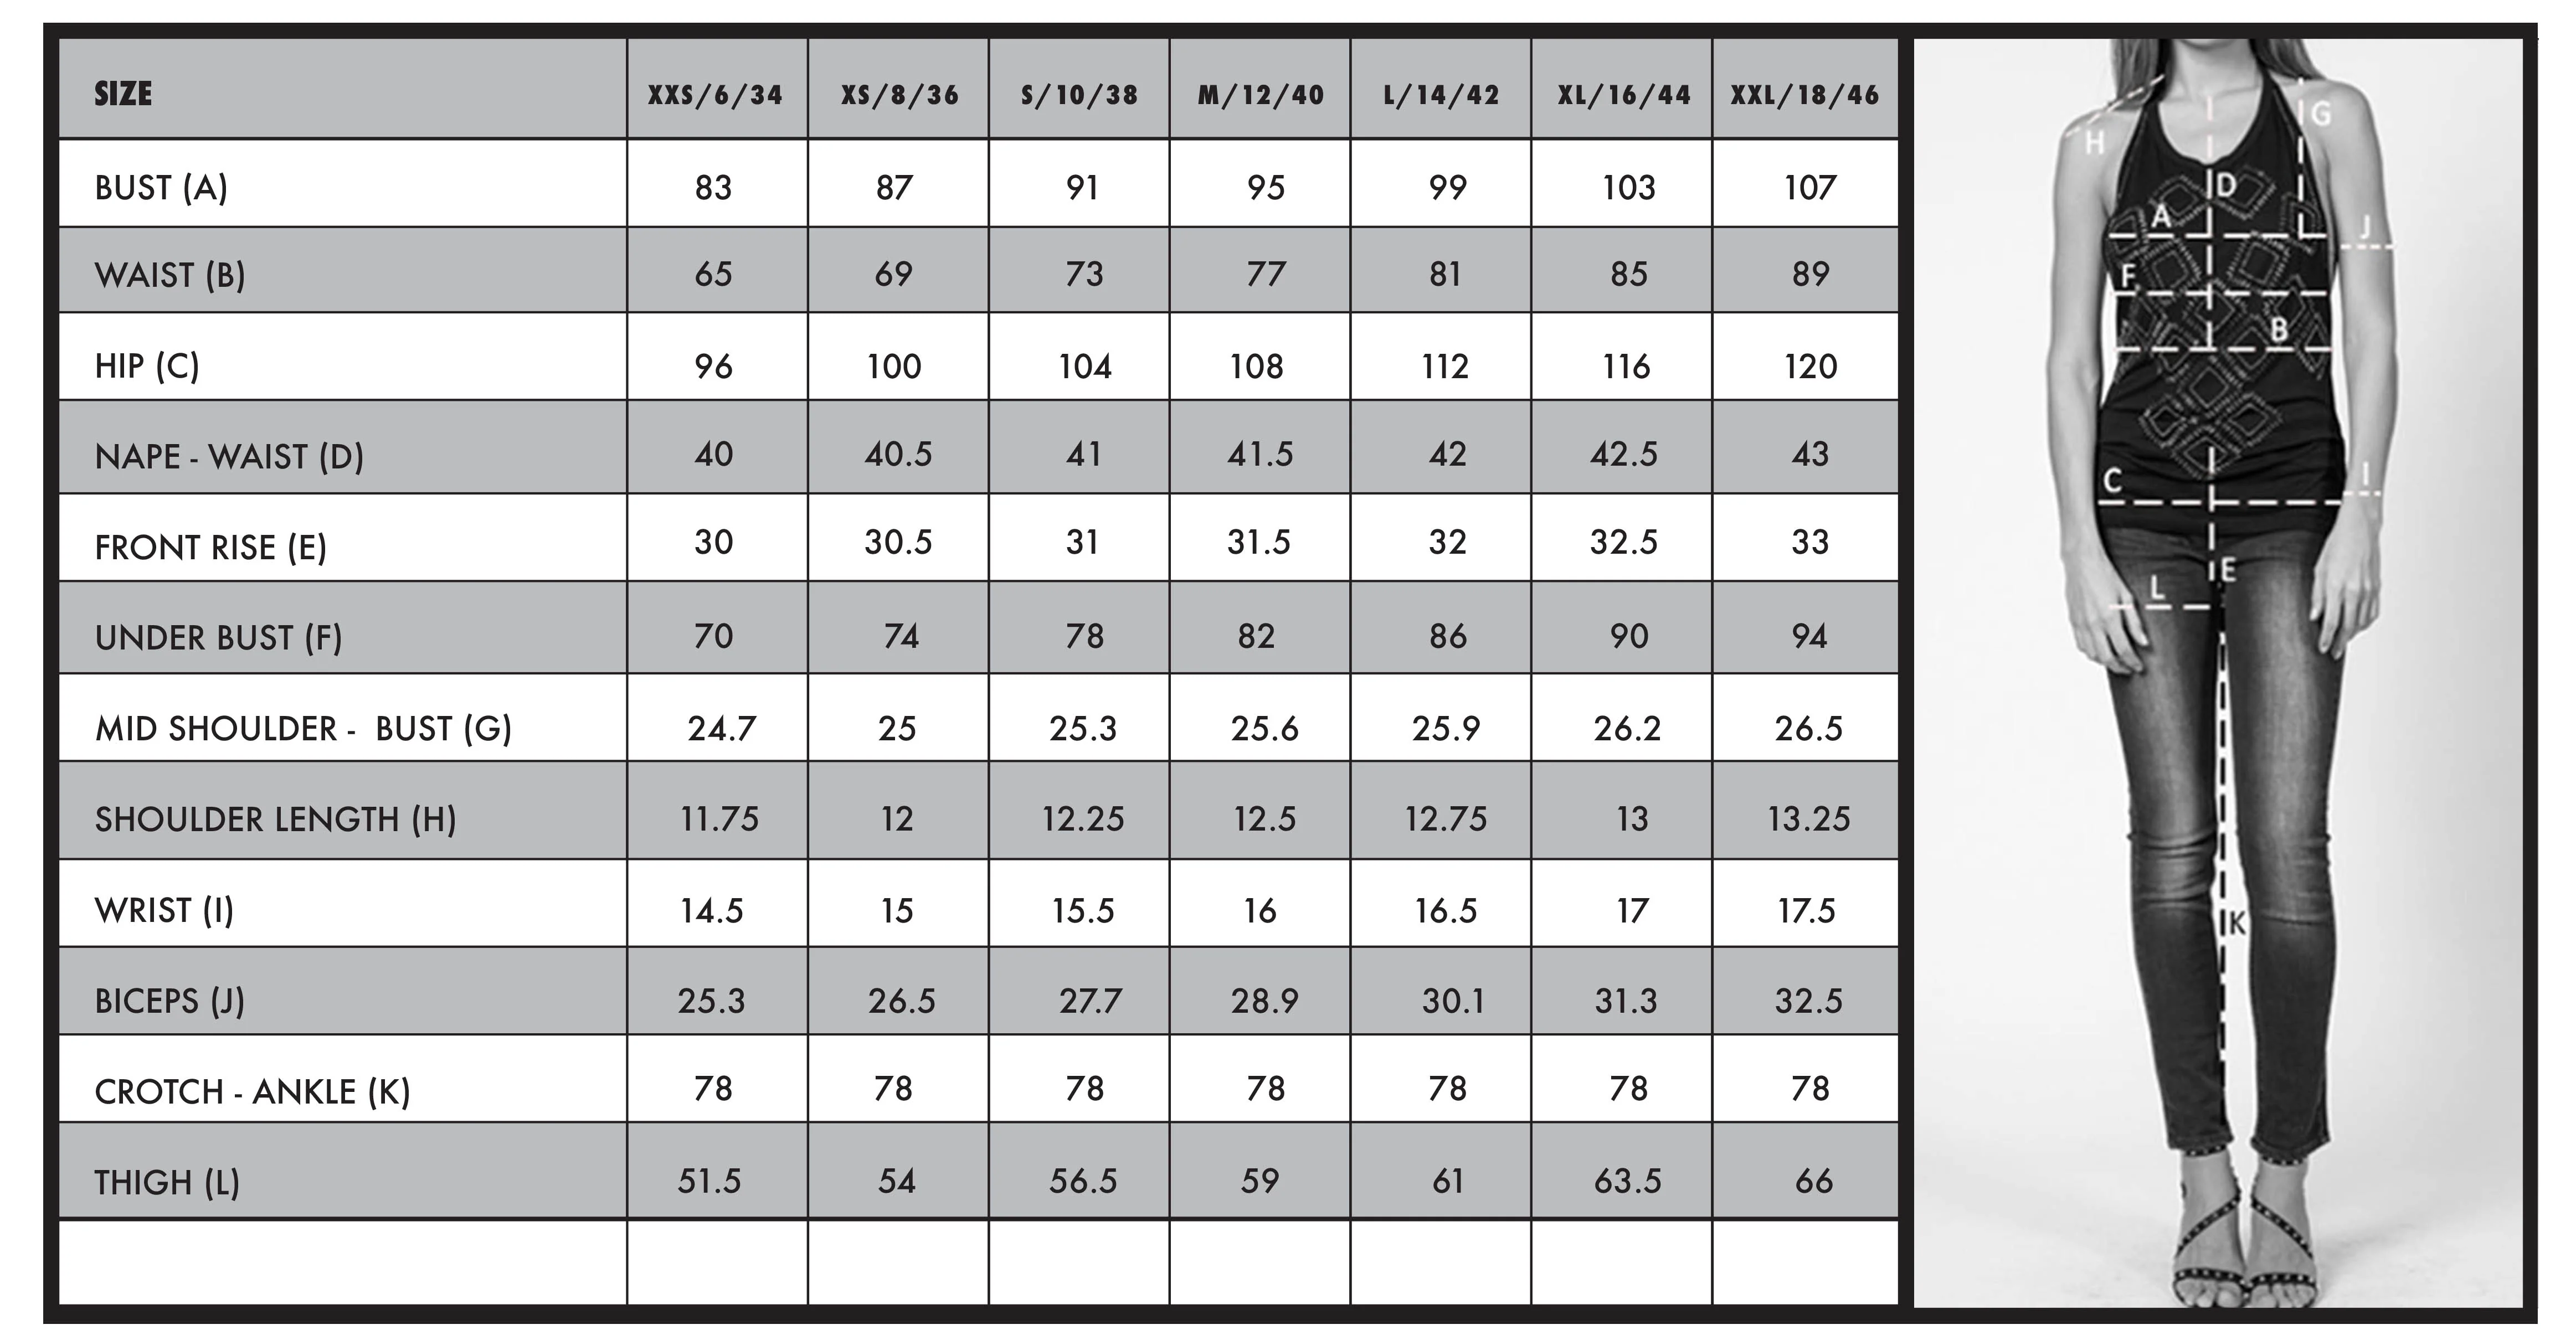 SIZE XXS/6/34 XS/8/36 S/10/38 M/12/40 L/14/42 XL/16/44 XXL/18/46
BUST (A) 83 87 91 95 99 103 107
WAIST (B) 65 69 73 77 81 85 89
HIP (C) 96 100 104 108 112 116 120
NAPE - WAIST (D) 40 40.5 41 41.5 42 42.5 43
FRONT RISE (E) 30 30.5 31 31.5 32 32.5 33
UNDER BUST (F) 70 74 78 82 86 90 94
MID SHOULDER - BUST (G) 24.7 25 25.3 25.6 25.9 26.2 26.5
SHOULDER LENGTH (H) 11.75 12 12.25 12.5 12.75 13 13.25
WRIST (I) 14.5 15 15.5 16 16.5 17 17.5
BICEPS (J) 25.3 26.5 27.7 28.9 30.1 31.3 32.5
CROTCH - ANKLE (K) 78 78 78 78 78 78 78
THIGH (L) 51.5 54 56.5 59 61 63.5 66
G
H
D
A
J
F
B
C
I
E
L
K